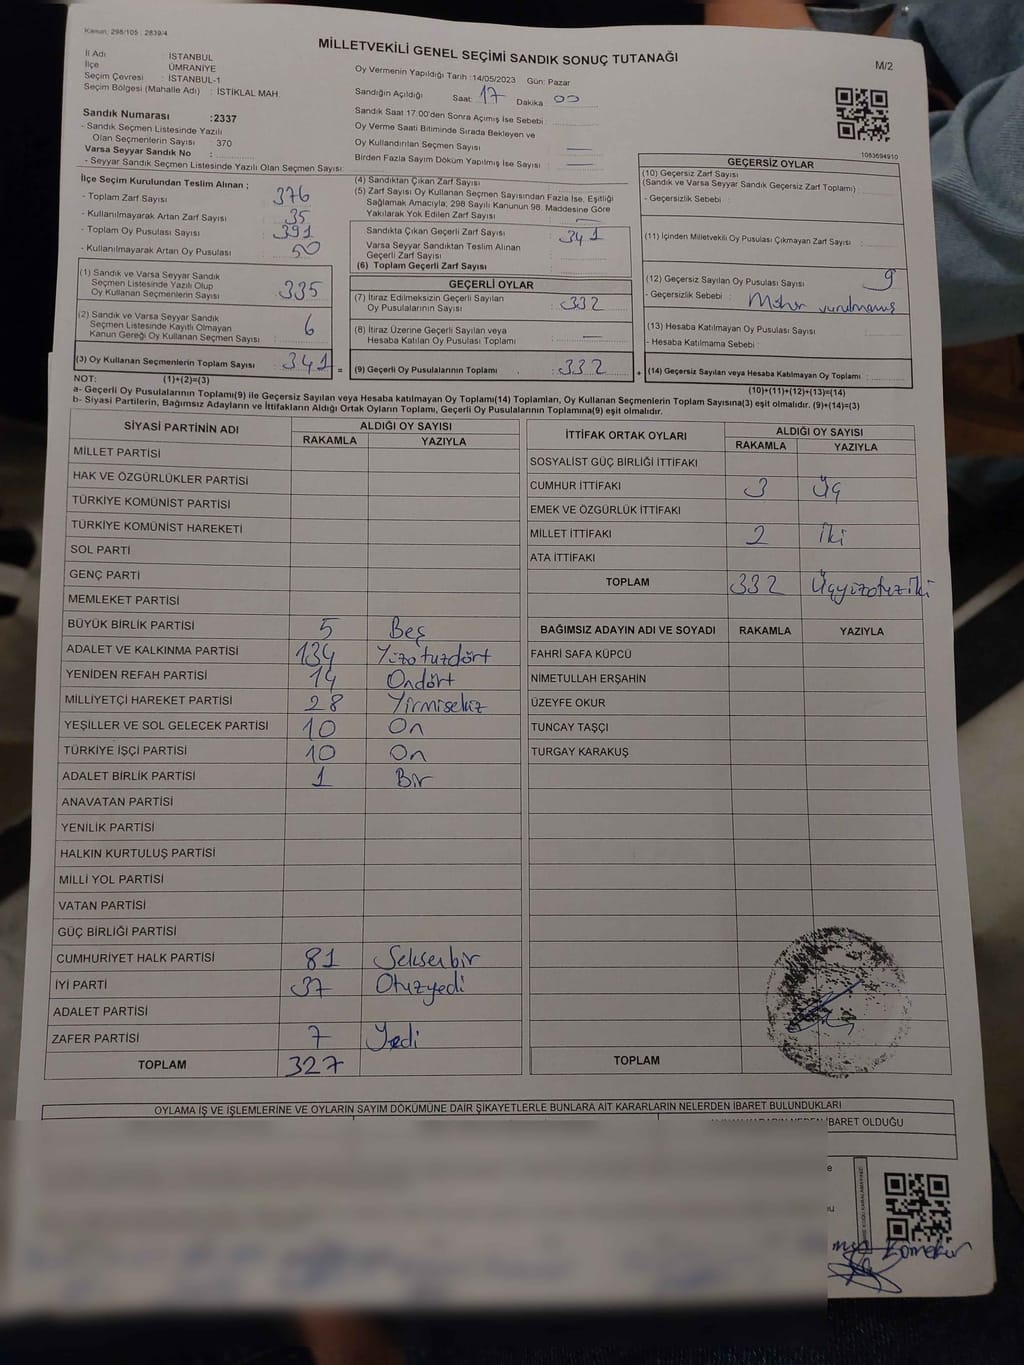 Kanun: 298/105 ; 2839/4
MİLLETVEKİLİ GENEL SEÇİMİ SANDIK SONUÇ TUTANAĞI
M/2
İl Adı : İSTANBUL
İlçe : ÜMRANİYE
Seçim Çevresi : İSTANBUL-1
Seçim Bölgesi (Mahalle Adı) : İSTİKLAL MAH.
Oy Vermenin Yapıldığı Tarih :14/05/2023 Gün: Pazar
Sandığın Açıldığı Saat: 17 Dakika 00
Sandık Saat 17:00'den Sonra Açımış İse Sebebi :
Oy Verme Saati Bitiminde Sırada Bekleyen ve
Oy Kullandırılan Seçmen Sayısı : —
Birden Fazla Sayım Döküm Yapılmış İse Sayısı : —
Sandık Numarası :2337
- Sandık Seçmen Listesinde Yazılı
Olan Seçmenlerin Sayısı : 370
Varsa Seyyar Sandık No :
- Seyyar Sandık Seçmen Listesinde Yazılı Olan Seçmen Sayısı:
1083694910
İlçe Seçim Kurulundan Teslim Alınan ;
- Toplam Zarf Sayısı : 376
- Kullanılmayarak Artan Zarf Sayısı : 35
- Toplam Oy Pusulası Sayısı : 391
- Kullanılmayarak Artan Oy Pusulası : 50
(1) Sandık ve Varsa Seyyar Sandık
Seçmen Listesinde Yazılı Olup
Oy Kullanan Seçmenlerin Sayısı : 335
(2) Sandık ve Varsa Seyyar Sandık
Seçmen Listesinde Kayıtlı Olmayan
Kanun Gereği Oy Kullanan Seçmen Sayısı : 6
(3) Oy Kullanan Seçmenlerin Toplam Sayısı : 341 =
(4) Sandıktan Çıkan Zarf Sayısı
(5) Zarf Sayısı Oy Kullanan Seçmen Sayısından Fazla İse, Eşitliği
Sağlamak Amacıyla; 298 Sayılı Kanunun 98. Maddesine Göre
Yakılarak Yok Edilen Zarf Sayısı : —
Sandıkta Çıkan Geçerli Zarf Sayısı : 341
Varsa Seyyar Sandıktan Teslim Alınan
Geçerli Zarf Sayısı :
(6) Toplam Geçerli Zarf Sayısı
GEÇERLİ OYLAR
(7) İtiraz Edilmeksizin Geçerli Sayılan
Oy Pusulalarının Sayısı : 332
(8) İtiraz Üzerine Geçerli Sayılan veya
Hesaba Katılan Oy Pusulası Toplamı : —
(9) Geçerli Oy Pusulalarının Toplamı : 332 +
GEÇERSİZ OYLAR
(10) Geçersiz Zarf Sayısı
(Sandık ve Varsa Seyyar Sandık Geçersiz Zarf Toplamı) :
- Geçersizlik Sebebi :
(11) İçinden Milletvekili Oy Pusulası Çıkmayan Zarf Sayısı :
(12) Geçersiz Sayılan Oy Pusulası Sayısı : 9
- Geçersizlik Sebebi : Mühür vurulmamış
(13) Hesaba Katılmayan Oy Pusulası Sayısı :
- Hesaba Katılmama Sebebi :
(14) Geçersiz Sayılan veya Hesaba Katılmayan Oy Toplamı :
NOT: (1)+(2)=(3) (10)+(11)+(12)+(13)=(14)
a- Geçerli Oy Pusulasının Toplamı(9) ile Geçersiz Sayılan veya Hesaba katılmayan Oy Toplamı(14) Toplamları, Oy Kullanan Seçmenlerin Toplam Sayısına(3) eşit olmalıdır. (9)+(14)=(3)
b- Siyasi Partilerin, Bağımsız Adayların ve İttifakların Aldığı Ortak Oyların Toplamı, Geçerli Oy Pusulalarının Toplamına(9) eşit olmalıdır.
SİYASİ PARTİNİN ADI ALDIĞI OY SAYISI
RAKAMLA YAZIYLA
MİLLET PARTİSİ
HAK VE ÖZGÜRLÜKLER PARTİSİ
TÜRKİYE KOMÜNİST PARTİSİ
TÜRKİYE KOMÜNİST HAREKETİ
SOL PARTİ
GENÇ PARTİ
MEMLEKET PARTİSİ
BÜYÜK BİRLİK PARTİSİ 5 Beş
ADALET VE KALKINMA PARTİSİ 134 Yüzotuzdört
YENİDEN REFAH PARTİSİ 14 Ondört
MİLLİYETÇİ HAREKET PARTİSİ 28 Yirmisekiz
YEŞİLLER VE SOL GELECEK PARTİSİ 10 On
TÜRKİYE İŞÇİ PARTİSİ 10 On
ADALET BİRLİK PARTİSİ 1 Bir
ANAVATAN PARTİSİ
YENİLİK PARTİSİ
HALKIN KURTULUŞ PARTİSİ
MİLLİ YOL PARTİSİ
VATAN PARTİSİ
GÜÇ BİRLİĞİ PARTİSİ
CUMHURİYET HALK PARTİSİ 81 Seksenbir
İYİ PARTİ 37 Otuzyedi
ADALET PARTİSİ
ZAFER PARTİSİ 7 Yedi
TOPLAM 327
İTTİFAK ORTAK OYLARI ALDIĞI OY SAYISI
RAKAMLA YAZIYLA
SOSYALİST GÜÇ BİRLİĞİ İTTİFAKI
CUMHUR İTTİFAKI 3 Üç
EMEK VE ÖZGÜRLÜK İTTİFAKI
MİLLET İTTİFAKI 2 İki
ATA İTTİFAKI
TOPLAM 332 Üçyüzotuziki
BAĞIMSIZ ADAYIN ADI VE SOYADI RAKAMLA YAZIYLA
FAHRİ SAFA KÜPCÜ
NİMETULLAH ERŞAHİN
ÜZEYFE OKUR
TUNCAY TAŞÇI
TURGAY KARAKUŞ
TOPLAM
OYLAMA İŞ VE İŞLEMLERİNE VE OYLARIN SAYIM DÖKÜMÜNE DAİR ŞİKAYETLERLE BUNLARA AİT KARARLARIN NELERDEN İBARET BULUNDUKLARI
İBARET OLDUĞU